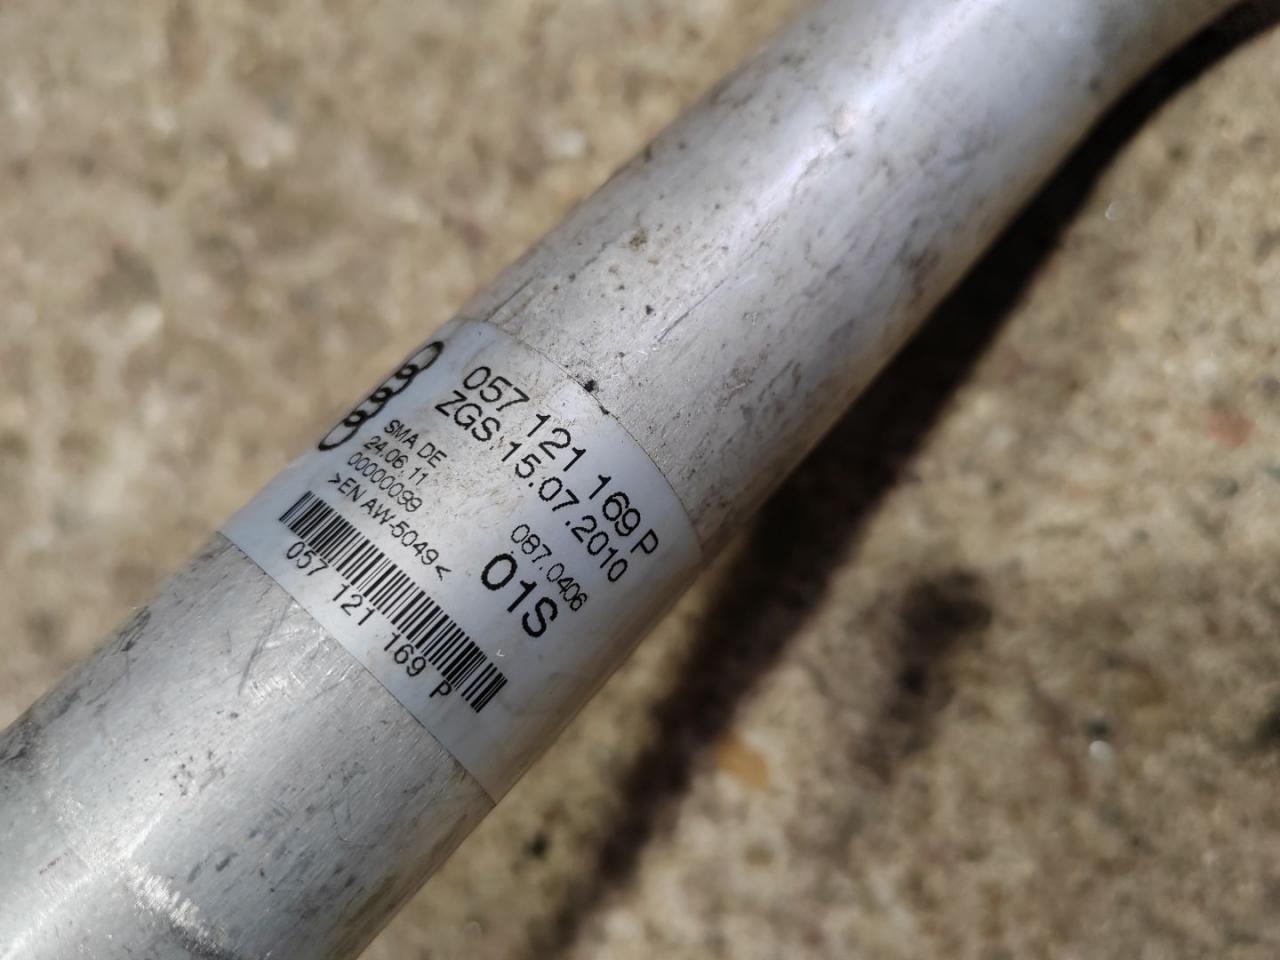 057 121 169 P
ZGS.15.07.2010
SMA DE
24.06.11
00000099
>EN AW-5049<
087.0406
01S
057 121 169 P